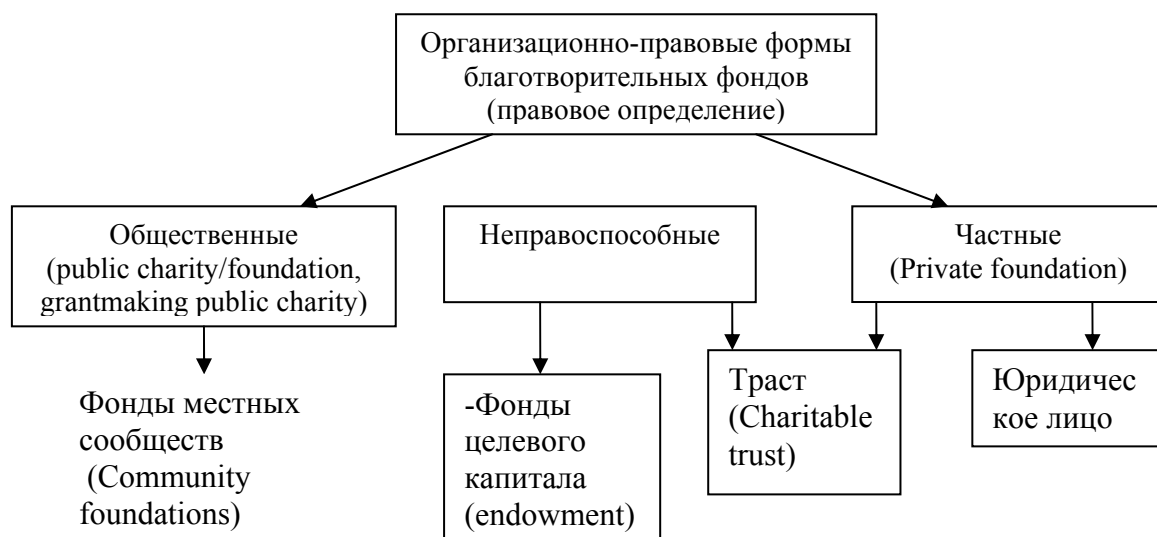 Организационно-правовые формы
благотворительных фондов
(правовое определение)
Общественные
(public charity/foundation,
grantmaking public charity)
Неправоспособные
Частные
(Private foundation)
Фонды местных
сообществ
(Community
foundations)
-Фонды
целевого
капитала
(endowment)
Траст
(Charitable
trust)
Юридичес
кое лицо